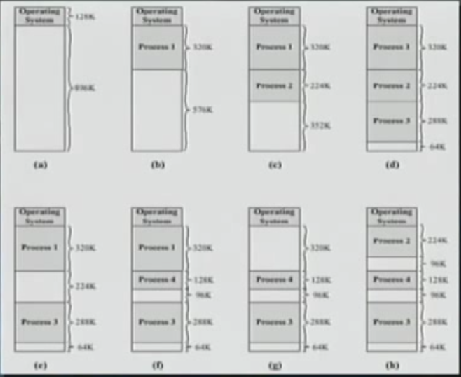 Operating
System
128K
896K
(a)
Operating
System
Process 1
320K
576K
(b)
Operating
System
Process 1
320K
Process 2
224K
352K
(c)
Operating
System
Process 1
320K
Process 2
224K
Process 3
288K
64K
(d)
Operating
System
Process 1
320K
224K
Process 3
288K
64K
(e)
Operating
System
Process 1
320K
Process 4
128K
96K
Process 3
288K
64K
(f)
Operating
System
320K
Process 4
128K
96K
Process 3
288K
64K
(g)
Operating
System
Process 2
224K
96K
Process 4
128K
96K
Process 3
288K
64K
(h)